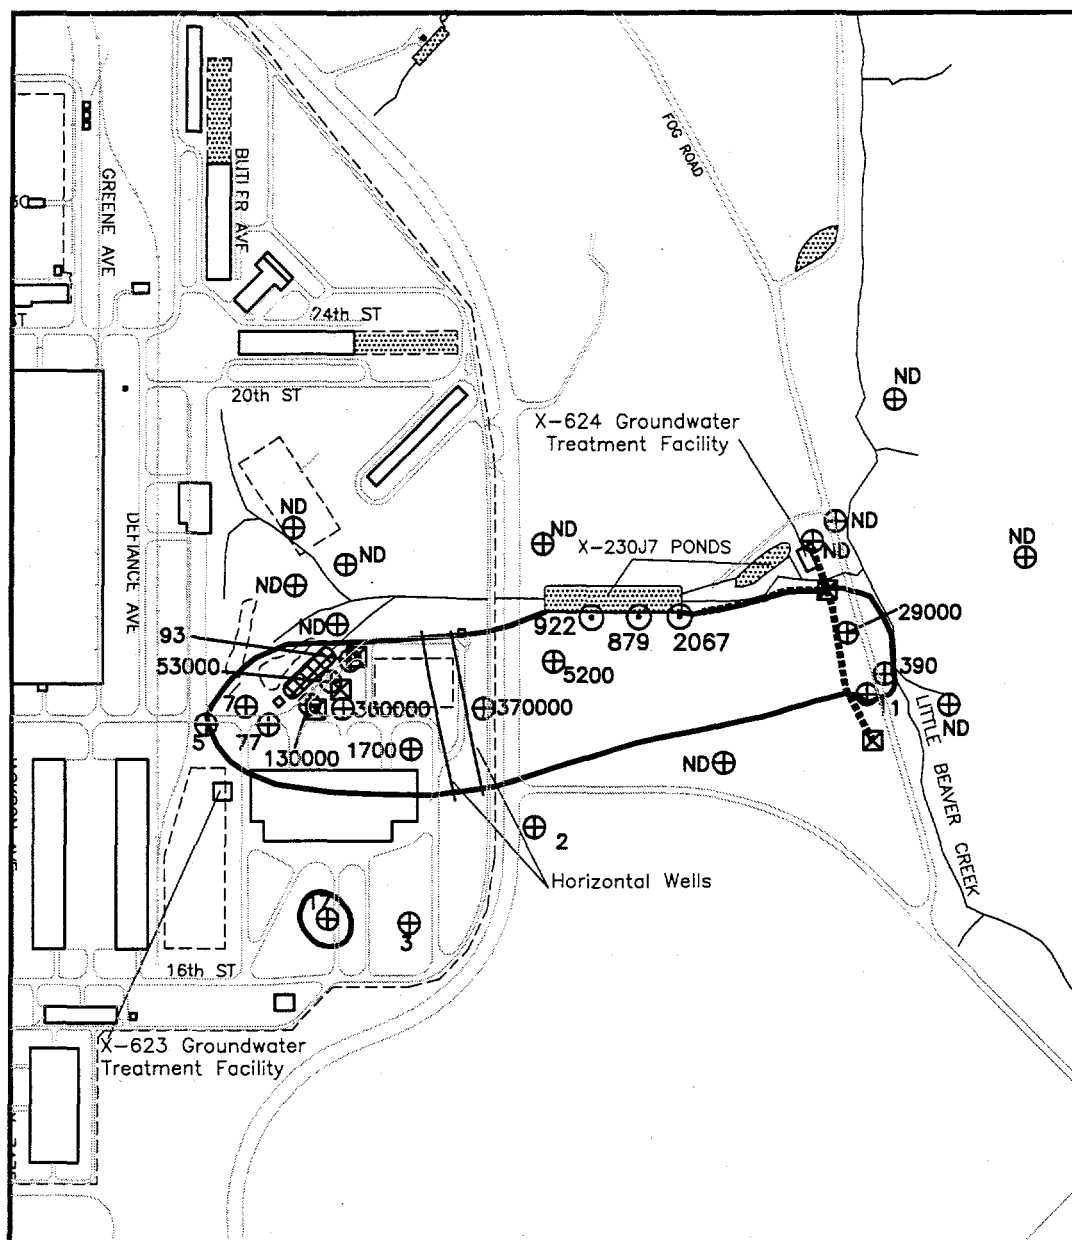 FOG ROAD
GREENE AVE
BUTLER AVE
24th ST
ST
20th ST
ND
X-624 Groundwater
Treatment Facility
DEFIANCE AVE
ND
ND
ND
ND
ND
X-230J7 PONDS
ND
ND
ND
ND
93
922
879
2067
29000
53000
5200
390
7
360000
370000
1
ND
5
77
130000
1700
ND
LITTLE BEAVER CREEK
2
Horizontal Wells
17
3
16th ST
X-623 Groundwater
Treatment Facility